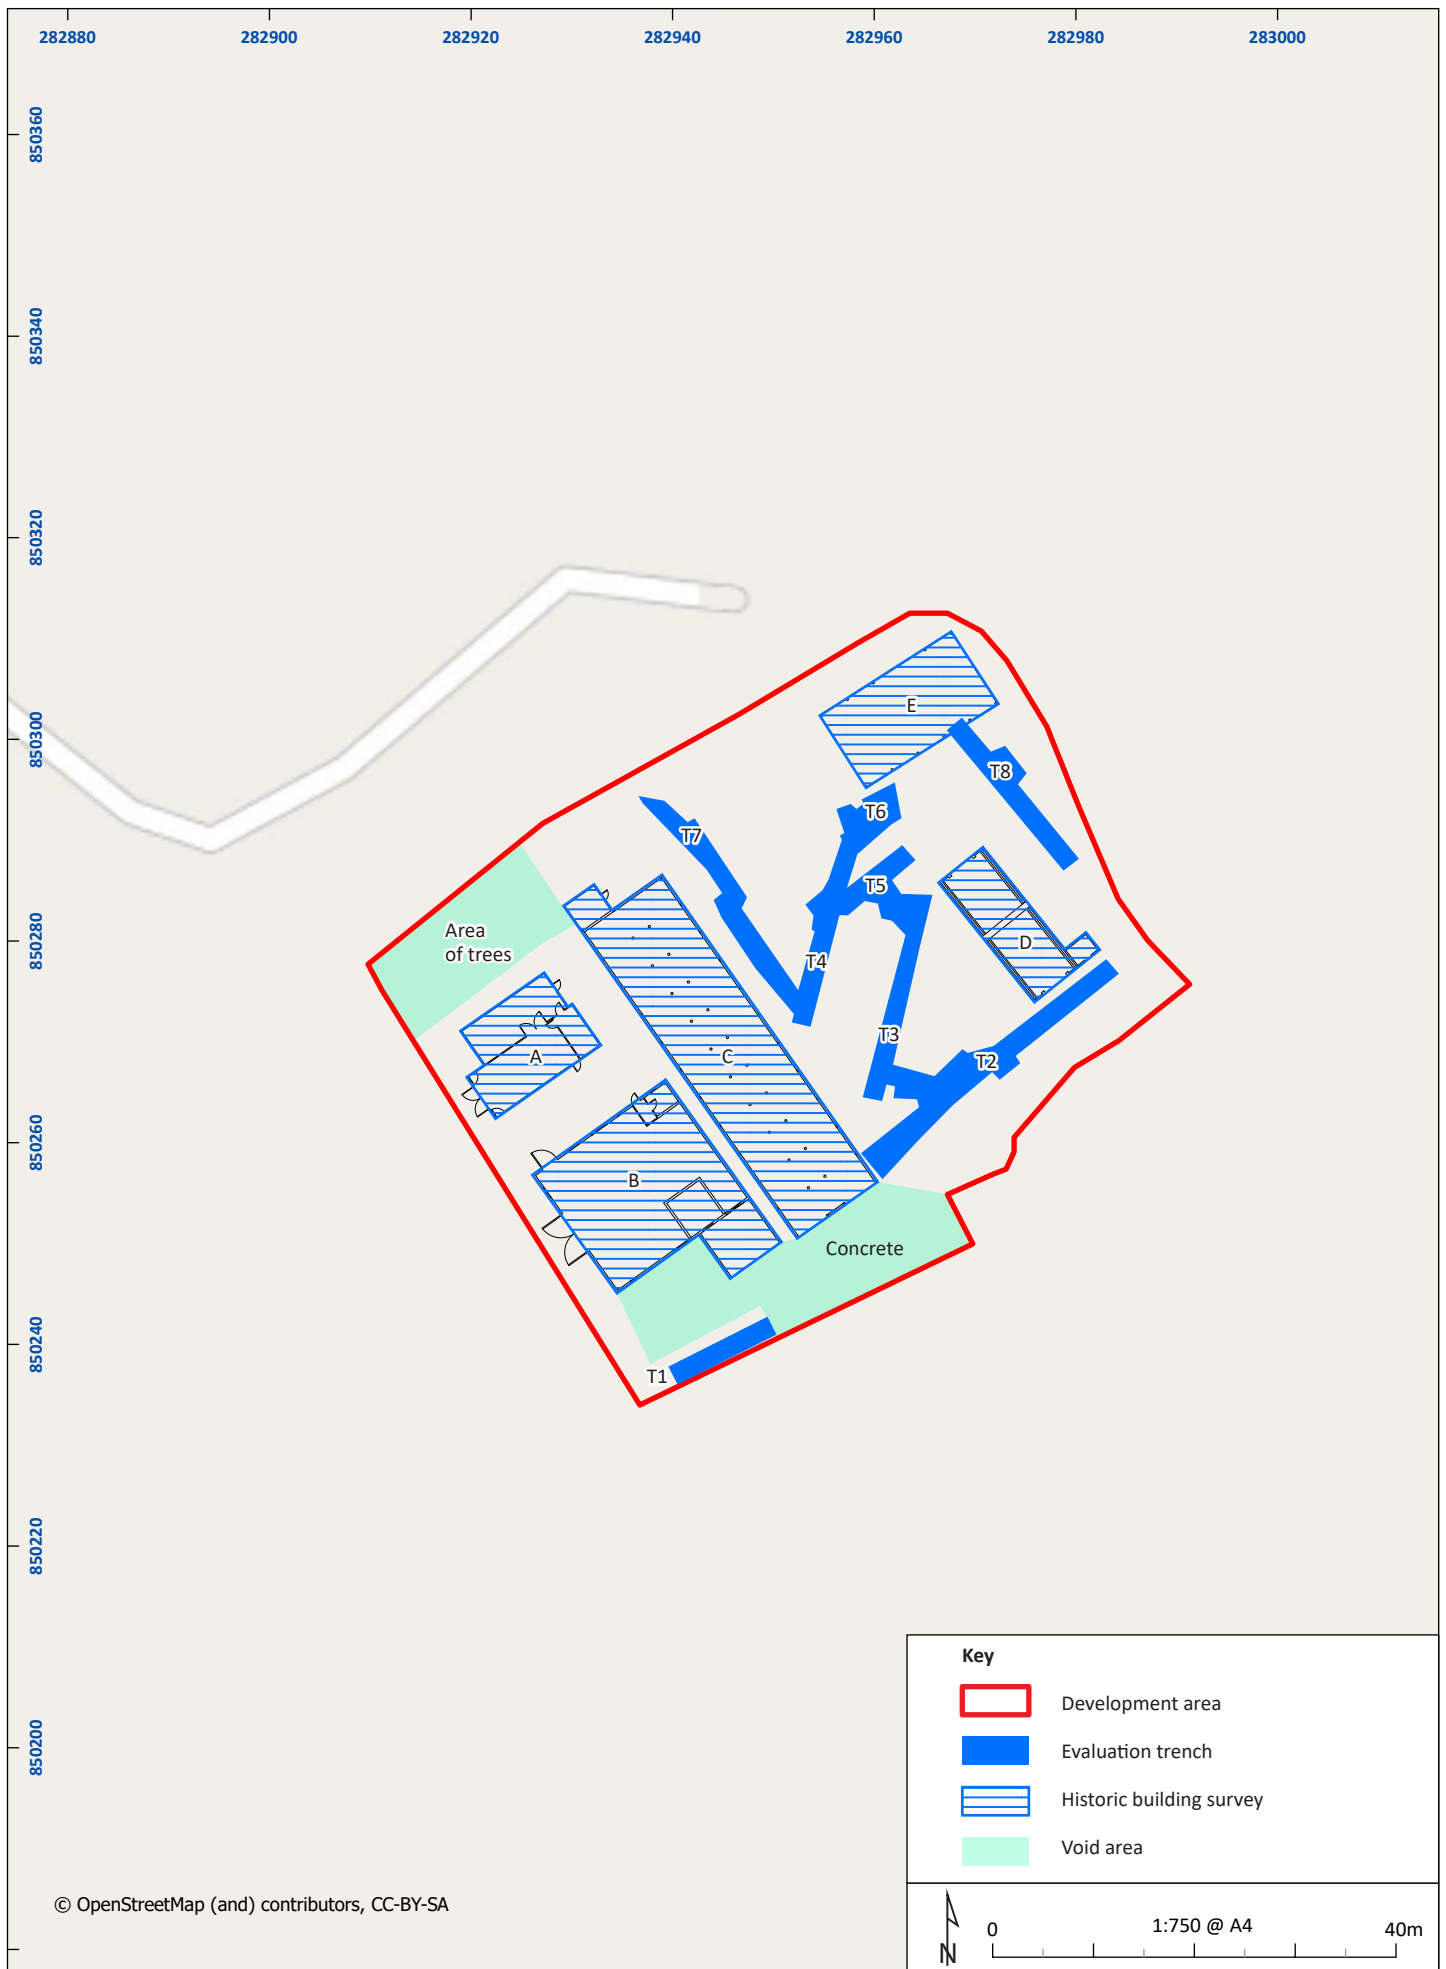 282880 282900 282920 282940 282960 282980 283000
850360
850340
850320
850300
850280
850260
850240
850220
850200
E
T8
T6
T7
T5
Area
of trees
D
T4
T3
A
C
T2
B
Concrete
T1
Key
Development area
Evaluation trench
Historic building survey
Void area
© OpenStreetMap (and) contributors, CC-BY-SA
N
0 1:750 @ A4 40m